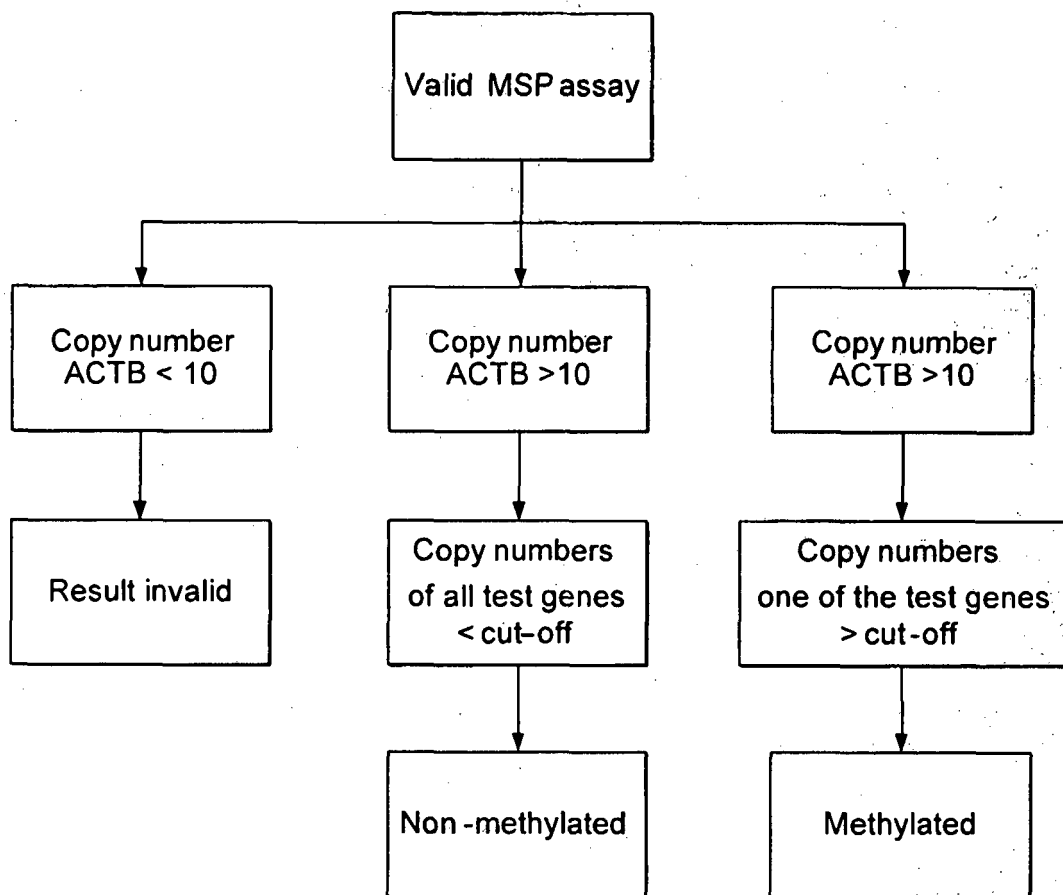 Valid MSP assay
Copy number
ACTB < 10
Copy number
ACTB >10
Copy number
ACTB >10
Result invalid
Copy numbers
of all test genes
< cut-off
Copy numbers
one of the test genes
> cut-off
Non-methylated
Methylated